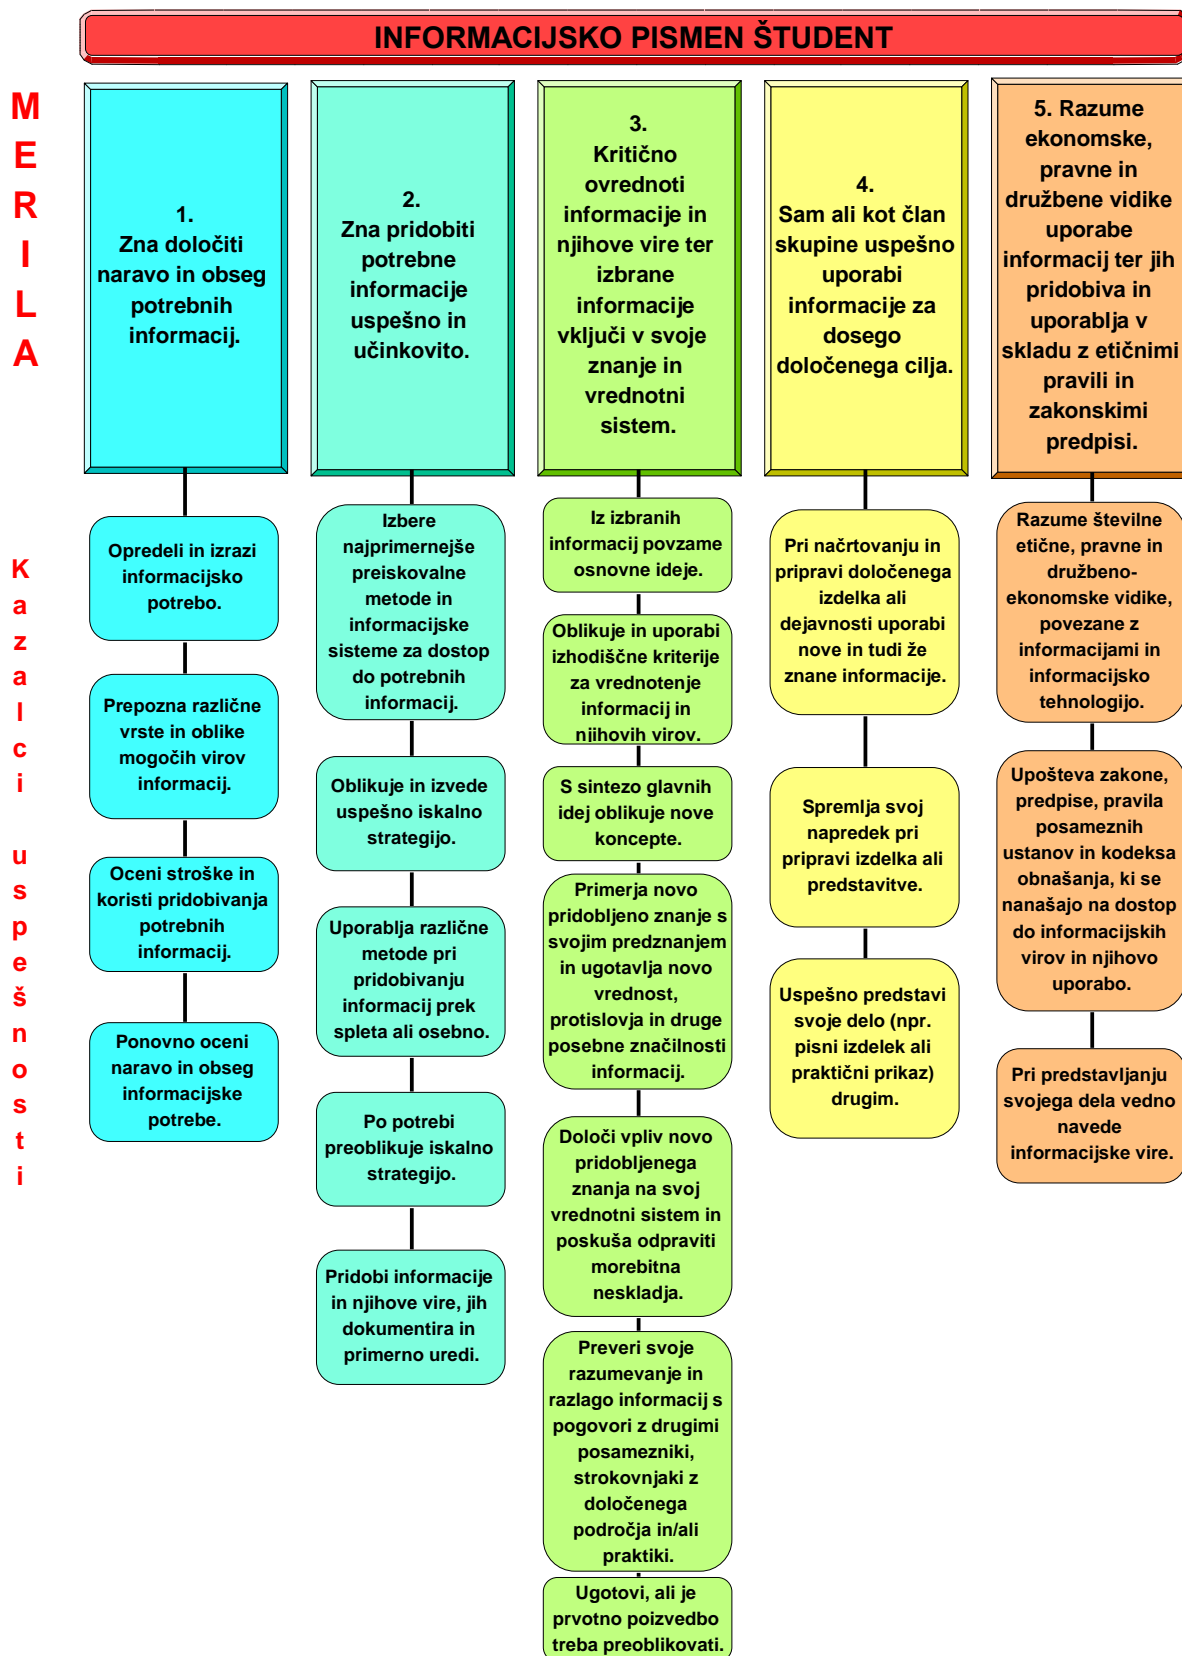 INFORMACIJSKO PISMEN ŠTUDENT
MERILA
1.
Zna določiti
naravo in obseg
potrebnih
informacij.
2.
Zna pridobiti
potrebne
informacije
uspešno in
učinkovito.
3.
Kritično
ovrednoti
informacije in
njihove vire ter
izbrane
informacije
vključi v svoje
znanje in
vrednotni
sistem.
4.
Sam ali kot član
skupine uspešno
uporabi
informacije za
dosego
določenega cilja.
5. Razume
ekonomske,
pravne in
družbene vidike
uporabe
informacij ter jih
pridobiva in
uporablja v
skladu z etičnimi
pravili in
zakonskimi
predpisi.
Kazalci uspešnosti
Opredeli in izrazi
informacijsko
potrebo.
Prepozna različne
vrste in oblike
mogočih virov
informacij.
Oceni stroške in
koristi pridobivanja
potrebnih
informacij.
Ponovno oceni
naravo in obseg
informacijske
potrebe.
Izbere
najprimernejše
preiskovalne
metode in
informacijske
sisteme za dostop
do potrebnih
informacij.
Oblikuje in izvede
uspešno iskalno
strategijo.
Uporablja različne
metode pri
pridobivanju
informacij prek
spleta ali osebno.
Po potrebi
preoblikuje iskalno
strategijo.
Pridobi informacije
in njihove vire, jih
dokumentira in
primerno uredi.
Iz izbranih
informacij povzame
osnovne ideje.
Oblikuje in uporabi
izhodiščne kriterije
za vrednotenje
informacij in
njihovih virov.
S sintezo glavnih
idej oblikuje nove
koncepte.
Primerja novo
pridobljeno znanje s
svojim predznanjem
in ugotavlja novo
vrednost,
protislovja in druge
posebne značilnosti
informacij.
Določi vpliv novo
pridobljenega
znanja na svoj
vrednotni sistem in
poskuša odpraviti
morebitna
neskladja.
Preveri svoje
razumevanje in
razlago informacij s
pogovori z drugimi
posamezniki,
strokovnjaki z
določenega
področja in/ali
praktiki.
Ugotovi, ali je
prvotno poizvedbo
treba preoblikovati.
Pri načrtovanju in
pripravi določenega
izdelka ali
dejavnosti uporabi
nove in tudi že
znane informacije.
Spremlja svoj
napredek pri
pripravi izdelka ali
predstavitve.
Uspešno predstavi
svoje delo (npr.
pisni izdelek ali
praktični prikaz)
drugim.
Razume številne
etične, pravne in
družbeno-
ekonomske vidike,
povezane z
informacijami in
informacijsko
tehnologijo.
Upošteva zakone,
predpise, pravila
posameznih
ustanov in kodeksa
obnašanja, ki se
nanašajo na dostop
do informacijskih
virov in njihovo
uporabo.
Pri predstavljanju
svojega dela vedno
navede
informacijske vire.